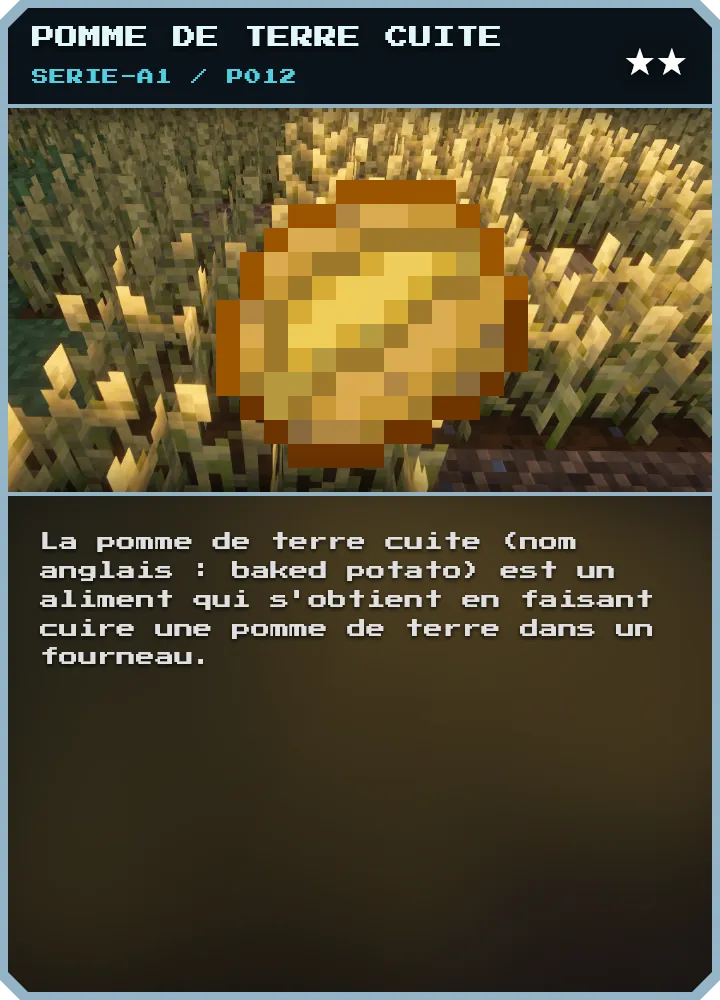 POMME DE TERRE CUITE
SERIE-A1 / P012
★★
La pomme de terre cuite (nom
anglais : baked potato) est un
aliment qui s'obtient en faisant
cuire une pomme de terre dans un
fourneau.